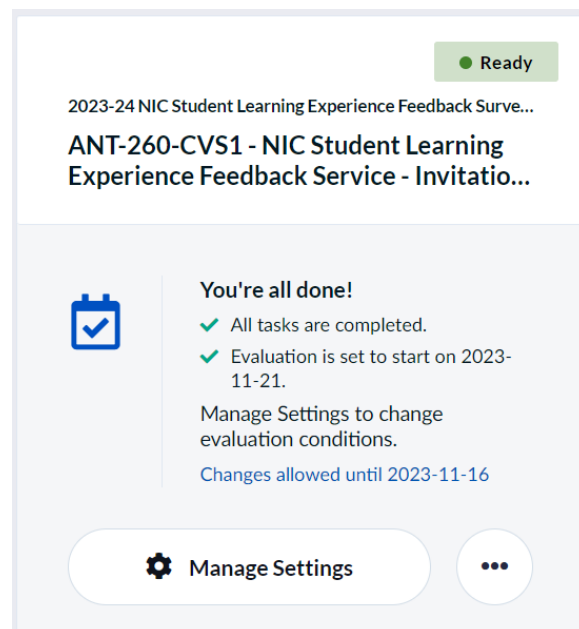 Ready
2023-24 NIC Student Learning Experience Feedback Surve...
ANT-260-CVS1 - NIC Student Learning
Experience Feedback Service - Invitatio...
You're all done!
All tasks are completed.
Evaluation is set to start on 2023-
11-21.
Manage Settings to change
evaluation conditions.
Changes allowed until 2023-11-16
Manage Settings